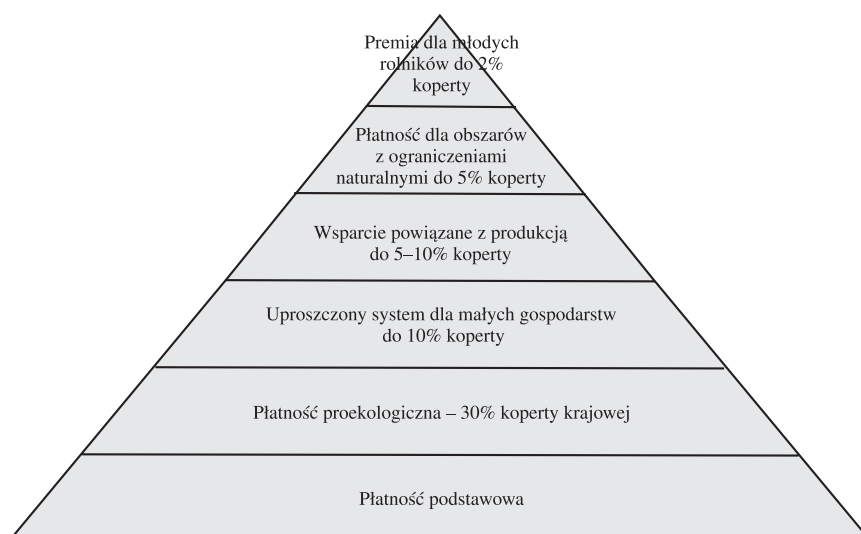 Premia dla młodych
rolników do 2%
koperty
Płatność dla obszarów
z ograniczeniami
naturalnymi do 5% koperty
Wsparcie powiązane z produkcją
do 5–10% koperty
Uproszczony system dla małych gospodarstw
do 10% koperty
Płatność proekologiczna – 30% koperty krajowej
Płatność podstawowa